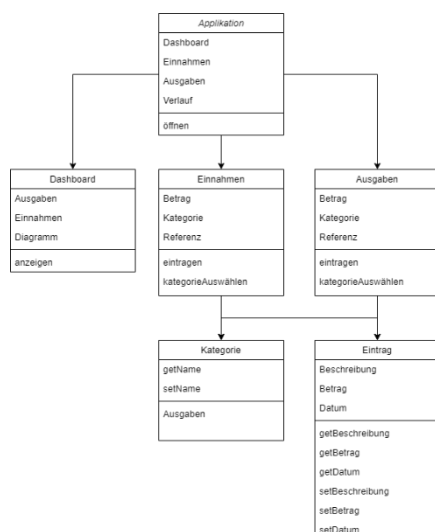 Applikation
Dashboard
Einnahmen
Ausgaben
Verlauf
öffnen
Dashboard
Ausgaben
Einnahmen
Diagramm
anzeigen
Einnahmen
Betrag
Kategorie
Referenz
eintragen
kategorieAuswählen
Ausgaben
Betrag
Kategorie
Referenz
eintragen
kategorieAuswählen
Kategorie
getName
setName
Ausgaben
Eintrag
Beschreibung
Betrag
Datum
getBeschreibung
getBetrag
getDatum
setBeschreibung
setBetrag
setDatum